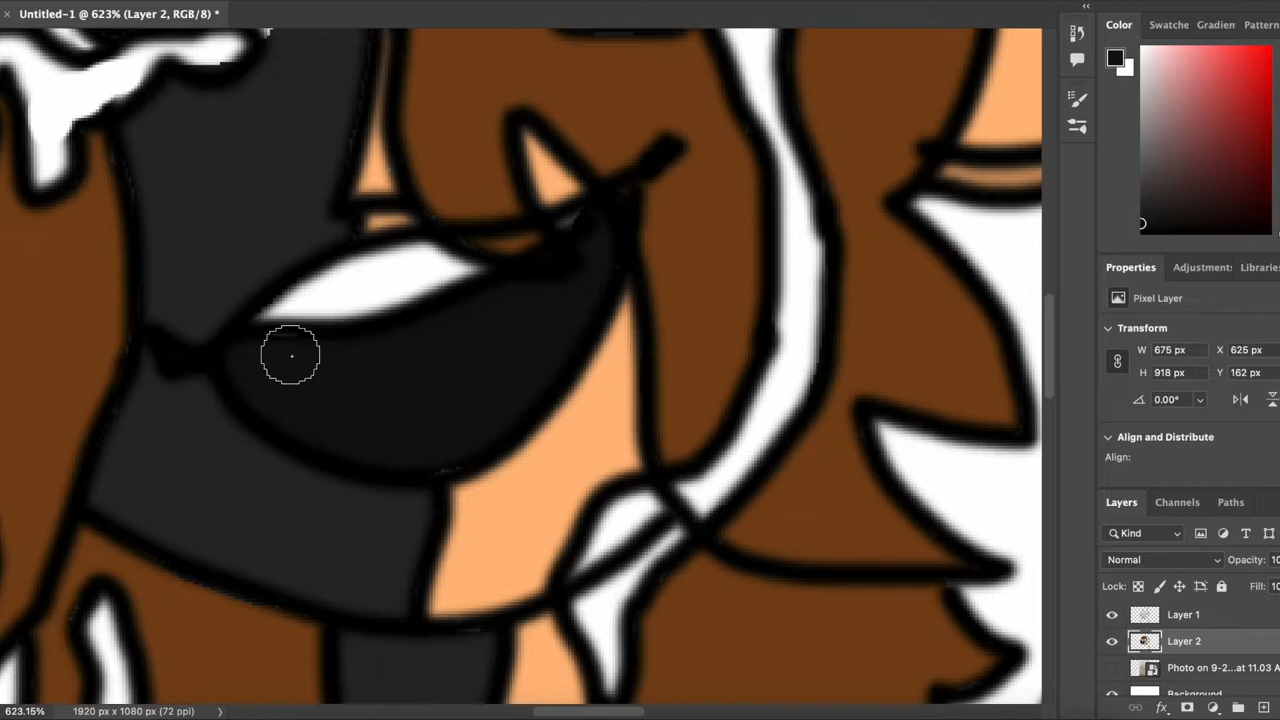 Untitled-1 @ 623% (Layer 2, RGB/8) *
Color Swatche Gradien Pattern
Properties Adjustment: Librarie:
Pixel Layer
Transform
W 675 px X 625 px
H 918 px Y 162 px
0.00°
Align and Distribute
Align:
Layers Channels Paths
Kind
Normal Opacity: 10
Lock: Fill: 10
Layer 1
Layer 2
Photo on 9-2...at 11.03 A
Background
623.15% 1920 px x 1080 px (72 ppi)